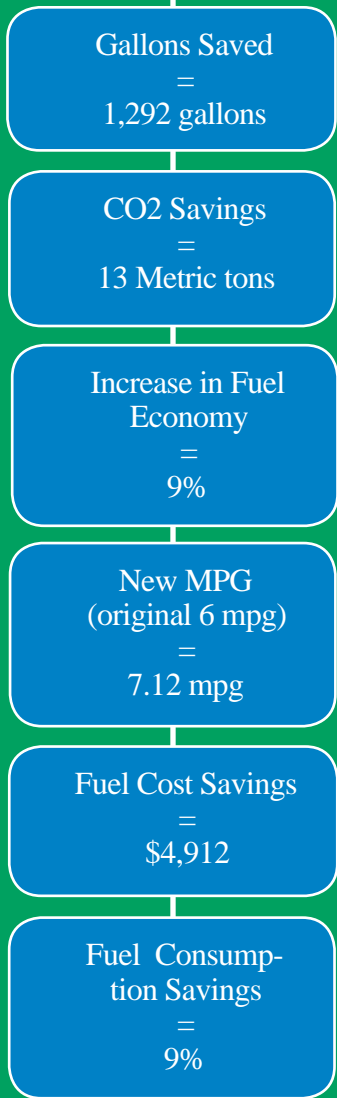 Gallons Saved
=
1,292 gallons
CO2 Savings
=
13 Metric tons
Increase in Fuel
Economy
=
9%
New MPG
(original 6 mpg)
=
7.12 mpg
Fuel Cost Savings
=
$4,912
Fuel Consump-
tion Savings
=
9%